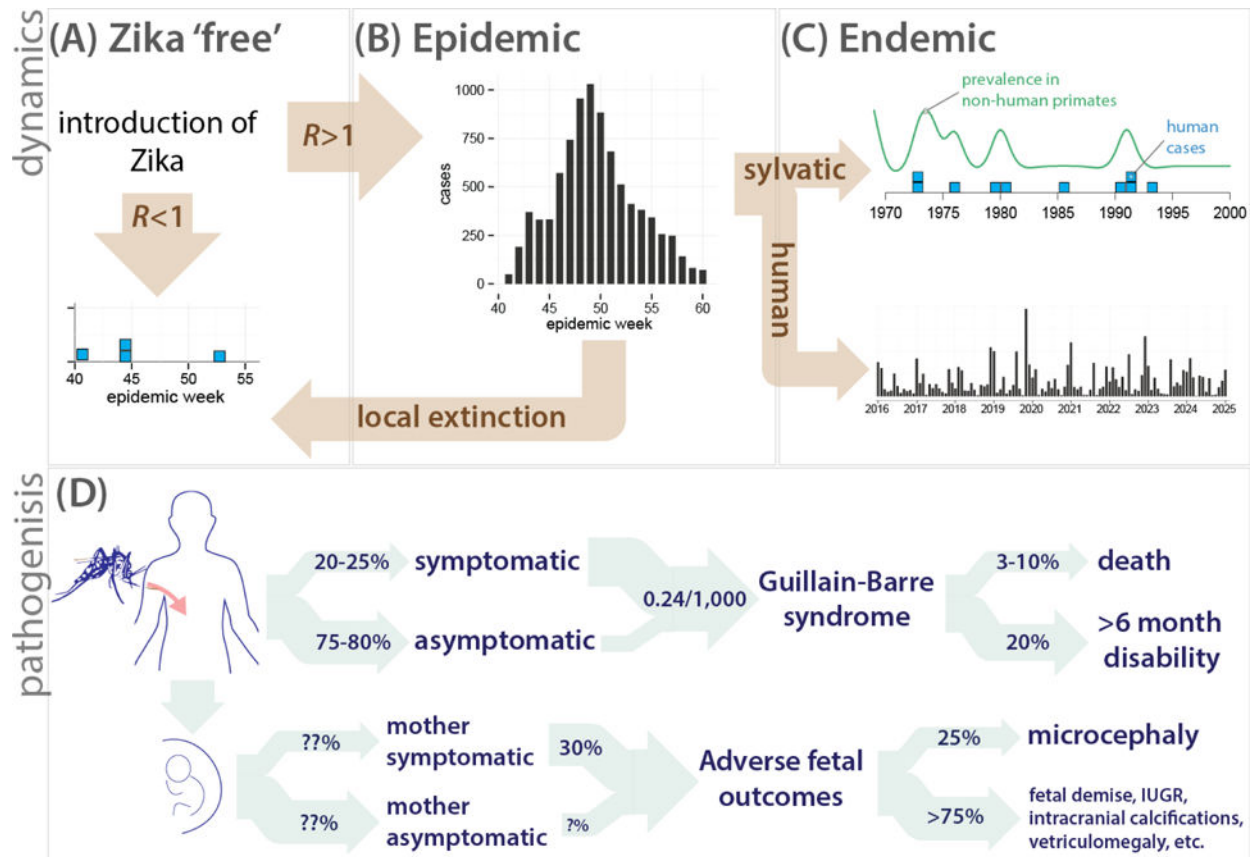 dynamics
(A) Zika ‘free’
introduction of
Zika
R>1
R<1
40 45 50 55
epidemic week
(B) Epidemic
cases
1000
750
500
250
0
40 45 50 55 60
epidemic week
local extinction
sylvatic
human
(C) Endemic
prevalence in
non-human primates
human
cases
1970 1975 1980 1985 1990 1995 2000
2016 2017 2018 2019 2020 2021 2022 2023 2024 2025
pathogenisis
(D)
20-25%
symptomatic
75-80%
asymptomatic
0.24/1,000
Guillain-Barre
syndrome
3-10%
death
20%
>6 month
disability
??%
mother
symptomatic
30%
??%
mother
asymptomatic
?%
Adverse fetal
outcomes
25%
microcephaly
>75%
fetal demise, IUGR,
intracranial calcifications,
vetriculomegaly, etc.